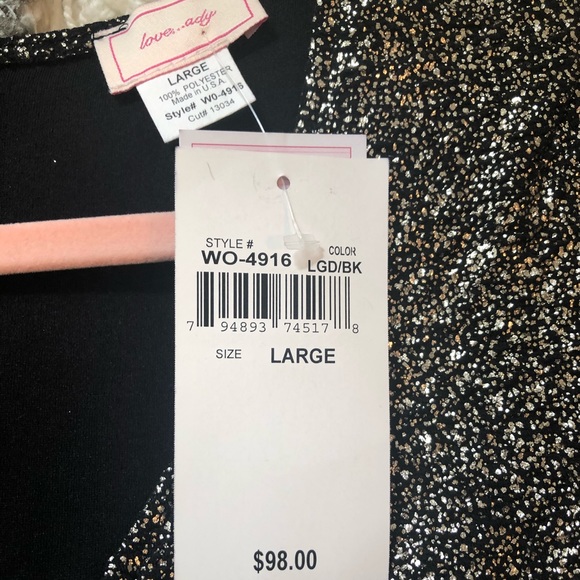 love...ady
LARGE
100% POLYESTER
Made in U.S.A.
Style# W0-4915
Cut# 13034
STYLE #
WO-4916
COLOR
LGD/BK
7 94893 74517 8
SIZE LARGE
$98.00